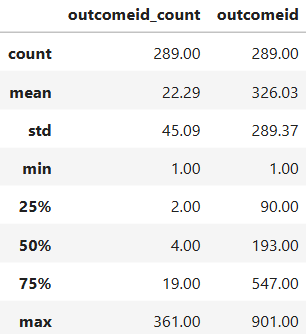 outcomeid_count outcomeid
count 289.00 289.00
mean 22.29 326.03
std 45.09 289.37
min 1.00 1.00
25% 2.00 90.00
50% 4.00 193.00
75% 19.00 547.00
max 361.00 901.00